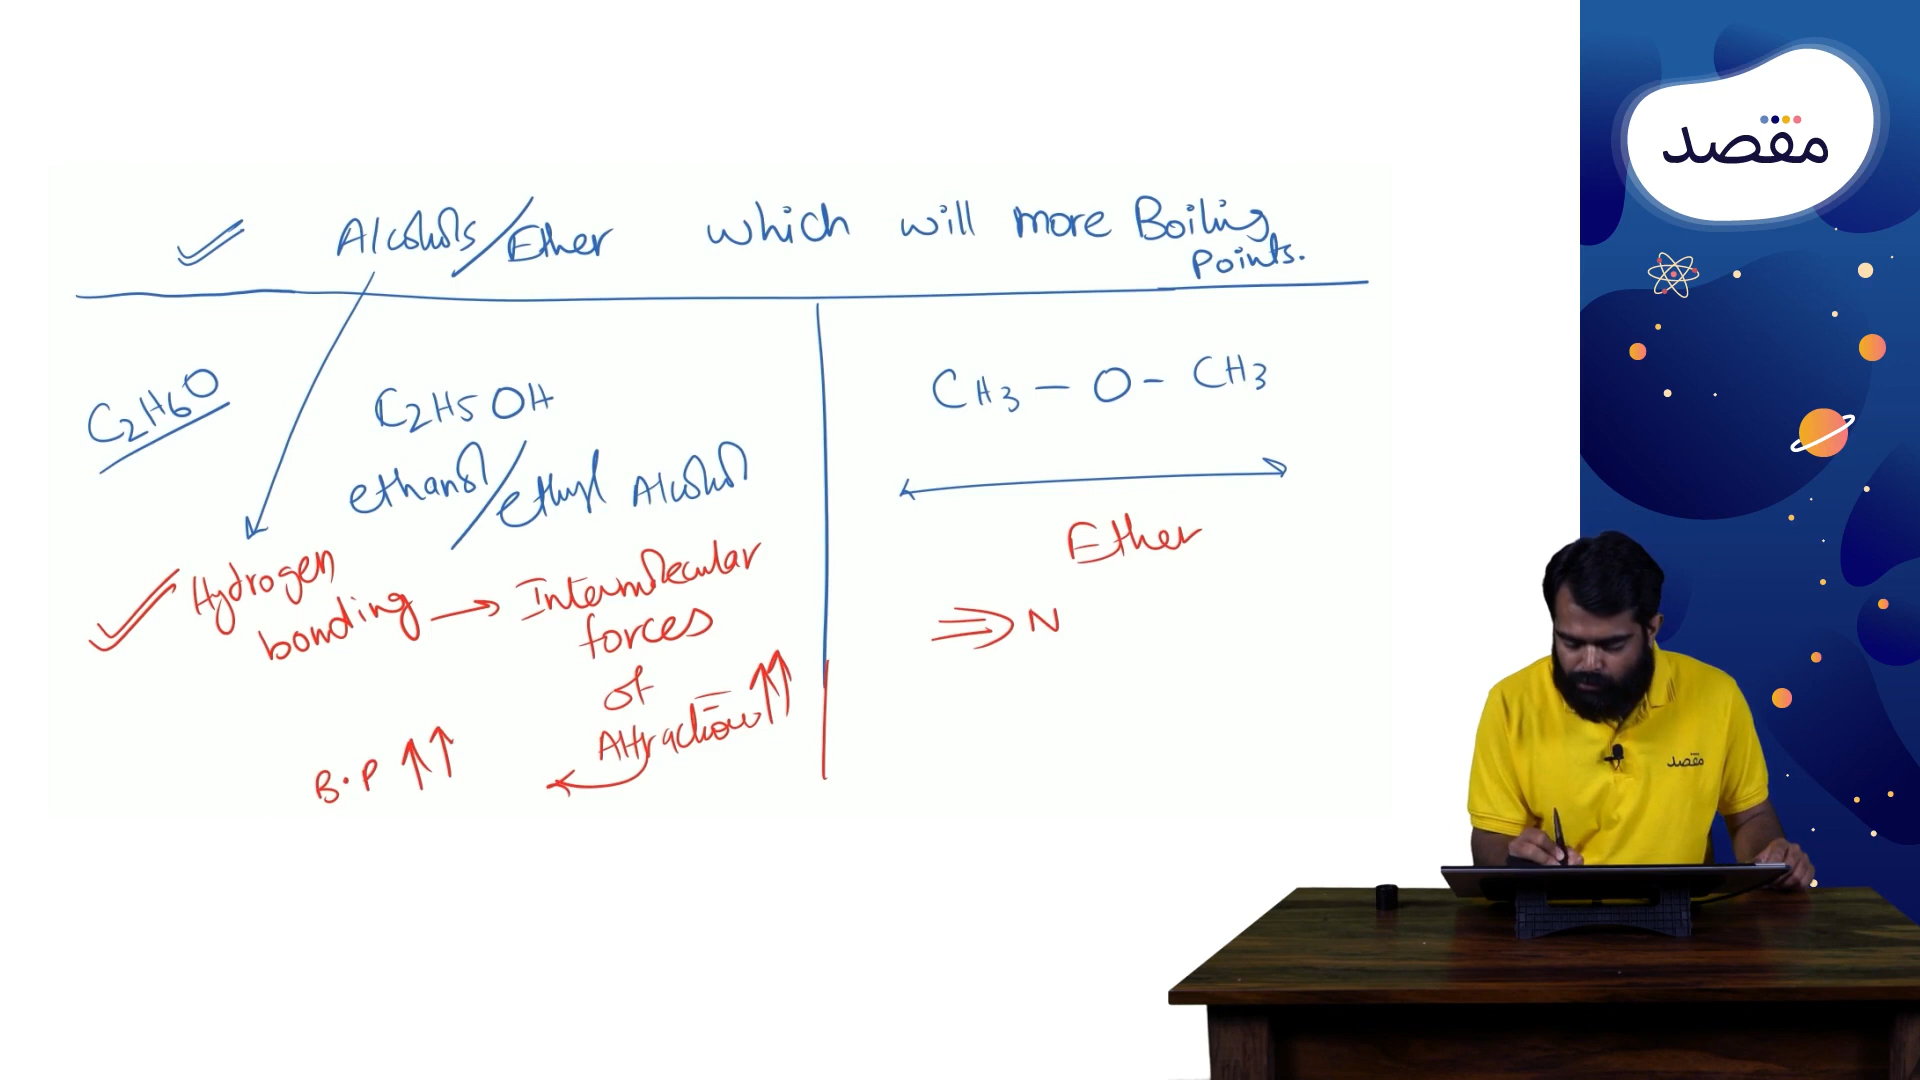 Alcohols/Ether which will more Boiling
Points.
C2H6O
C2H5OH
ethanol/ethyl Alcohol
Hydrogen
bonding → Intermolecular
forces
of
Attraction ↑↑
B.P ↑↑
CH3 - O - CH3
Ether
⇒ N
مقصد
مقصد